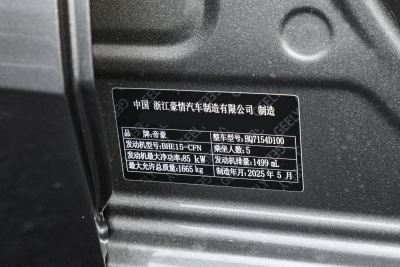 中国 浙江豪情汽车制造有限公司 制造
品 牌:帝豪 整车型号:HQ7154D100
发动机型号:BHE15-CFN 乘坐人数:5
发动机最大净功率:85 kW 发动机排量:1499 mL
最大允许总质量:1665 kg 制造年月:2025 年 5 月